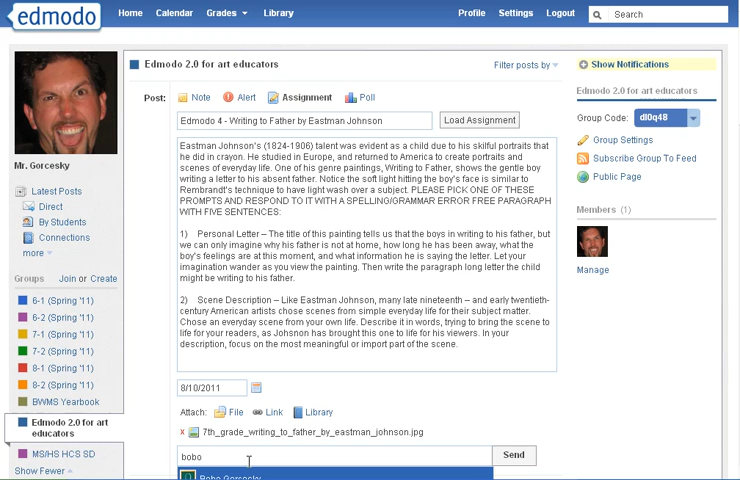 edmodo
Home Calendar Grades Library
Profile Settings Logout Search
Mr. Gorcesky
Latest Posts
Direct
By Students
Connections
more
Groups Join or Create
6-1 (Spring '11)
6-2 (Spring '11)
7-1 (Spring '11)
7-2 (Spring '11)
8-1 (Spring '11)
8-2 (Spring '11)
BWMS Yearbook
Edmodo 2.0 for art
educators
MS/HS HCS SD
Show Fewer
Edmodo 2.0 for art educators
Filter posts by
Post: Note Alert Assignment Poll
Edmodo 4 - Writing to Father by Eastman Johnson
Load Assignment
Eastman Johnson's (1824-1906) talent was evident as a child due to his skilful portraits that
he did in crayon. He studied in Europe, and returned to America to create portraits and
scenes of everyday life. One of his genre paintings, Writing to Father, shows the gentle boy
writing a letter to his absent father. Notice the soft light hitting the boy's face is similar to
Rembrandt's technique to have light wash over a subject. PLEASE PICK ONE OF THESE
PROMPTS AND RESPOND TO IT WITH A SPELLING/GRAMMAR ERROR FREE PARAGRAPH
WITH FIVE SENTENCES:
1) Personal Letter – The title of this painting tells us that the boys in writing to his father, but
we can only imagine why his father is not at home, how long he has been away, what the
boy's feelings are at this moment, and what information he is saying the letter. Let your
imagination wander as you view the painting. Then write the paragraph long letter the child
might be writing to his father.
2) Scene Description – Like Eastman Johnson, many late nineteenth – and early twentieth-
century American artists chose scenes from simple everyday life for their subject matter.
Chose an everyday scene from your own life. Describe it in words, trying to bring the scene to
life for your readers, as Johnson has brought this one to life for his viewers. In your
description, focus on the most meaningful or import part of the scene.
8/10/2011
Attach: File Link Library
x 7th_grade_writing_to_father_by_eastman_johnson.jpg
bobo
Send
Bobo Gorcesky
Show Notifications
Edmodo 2.0 for art educators
Group Code: dl0q48
Group Settings
Subscribe Group To Feed
Public Page
Members (1)
Manage